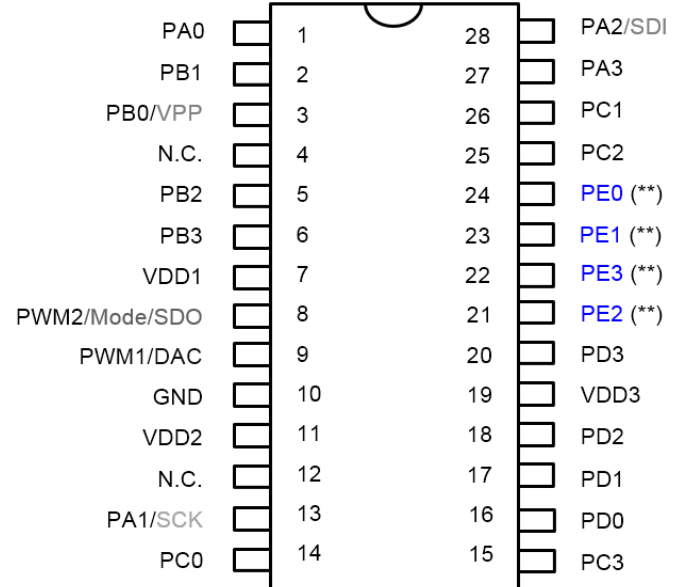 PA0 1 28 PA2/SDI
PB1 2 27 PA3
PB0/VPP 3 26 PC1
N.C. 4 25 PC2
PB2 5 24 PE0 (**)
PB3 6 23 PE1 (**)
VDD1 7 22 PE3 (**)
PWM2/Mode/SDO 8 21 PE2 (**)
PWM1/DAC 9 20 PD3
GND 10 19 VDD3
VDD2 11 18 PD2
N.C. 12 17 PD1
PA1/SCK 13 16 PD0
PC0 14 15 PC3